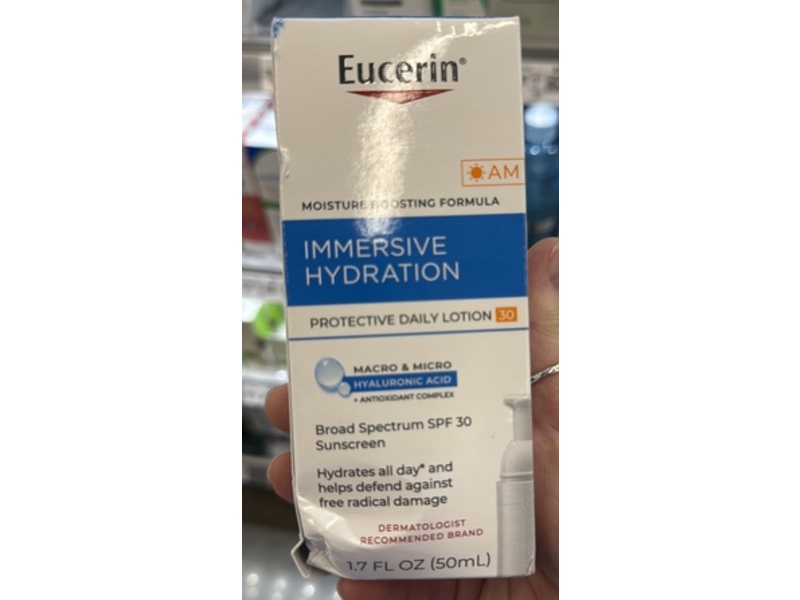 Eucerin®
AM
MOISTURE BOOSTING FORMULA
IMMERSIVE
HYDRATION
PROTECTIVE DAILY LOTION 30
MACRO & MICRO
HYALURONIC ACID
+ ANTIOXIDANT COMPLEX
Broad Spectrum SPF 30
Sunscreen
Hydrates all day* and
helps defend against
free radical damage
DERMATOLOGIST
RECOMMENDED BRAND
1.7 FL OZ (50mL)